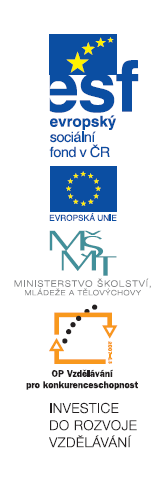 esf
evropský
sociální
fond v ČR
EVROPSKÁ UNIE
MŠMT
MINISTERSTVO ŠKOLSTVÍ,
MLÁDEŽE A TĚLOVÝCHOVY
OP Vzdělávání
pro konkurenceschopnost
INVESTICE
DO ROZVOJE
VZDĚLÁVÁNÍ